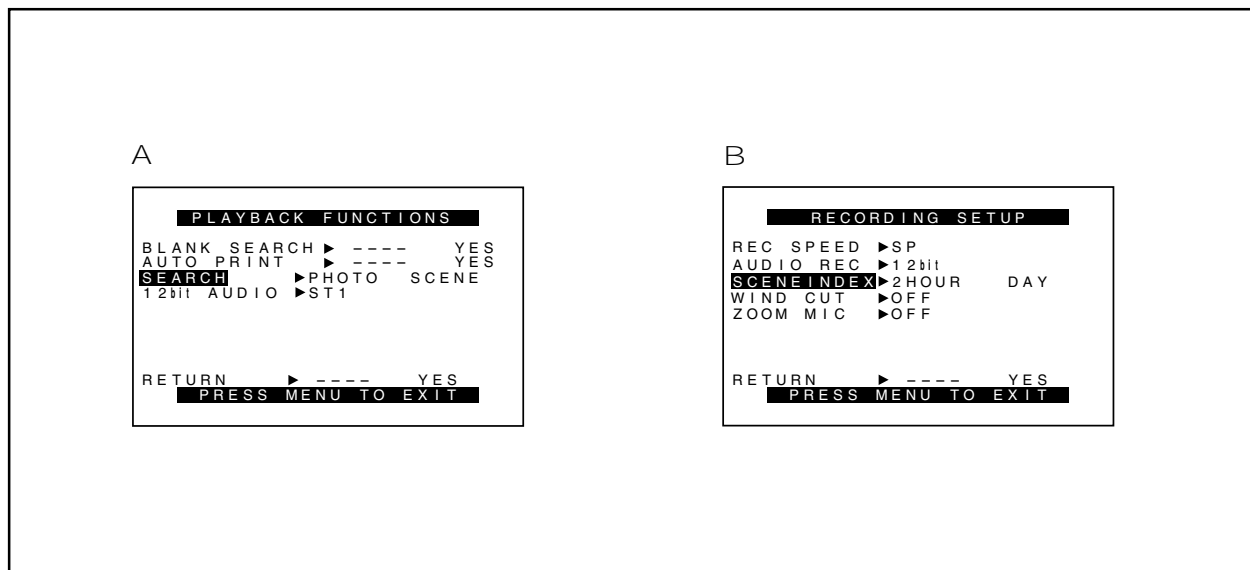 A
PLAYBACK FUNCTIONS
BLANK SEARCH ▶ ---- YES
AUTO PRINT ▶ ---- YES
SEARCH ▶PHOTO SCENE
12bit AUDIO ▶ST1
RETURN ▶ ---- YES
PRESS MENU TO EXIT
B
RECORDING SETUP
REC SPEED ▶SP
AUDIO REC ▶12bit
SCENEINDEX▶2HOUR DAY
WIND CUT ▶OFF
ZOOM MIC ▶OFF
RETURN ▶ ---- YES
PRESS MENU TO EXIT